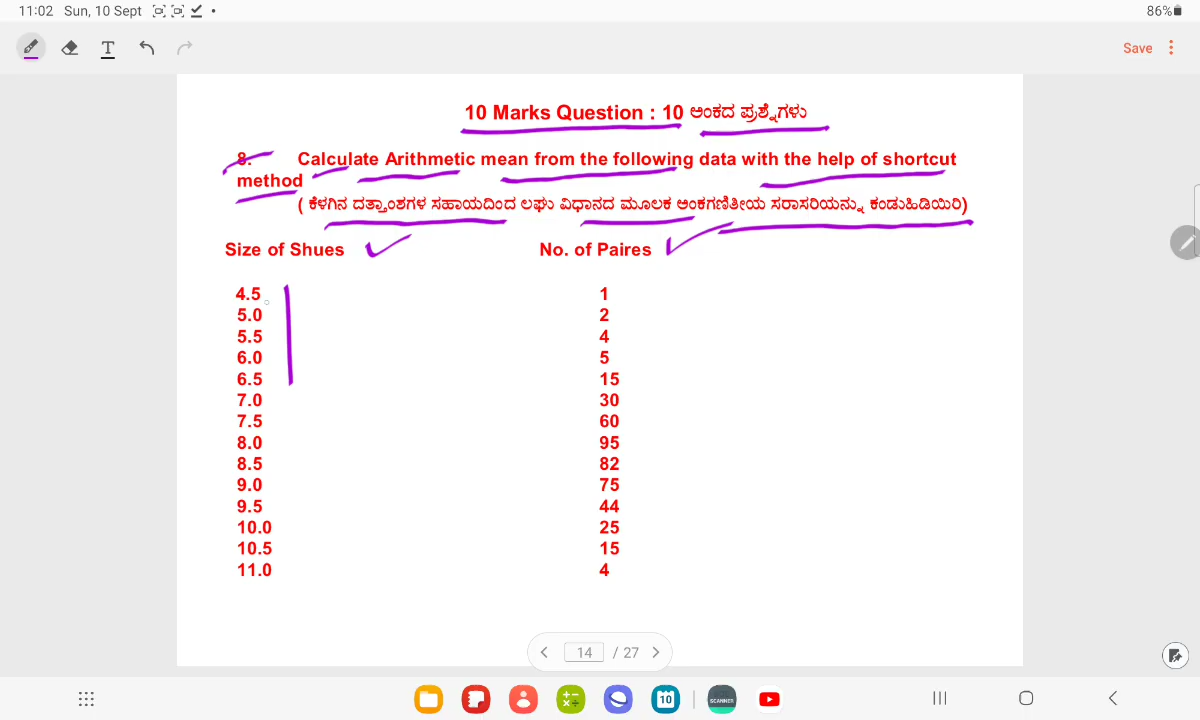 11:02 Sun, 10 Sept
86%
Save
10 Marks Question : 10 ಅಂಕದ ಪ್ರಶ್ನೆಗಳು
8. Calculate Arithmetic mean from the following data with the help of shortcut
method
( ಕೆಳಗಿನ ದತ್ತಾಂಶಗಳ ಸಹಾಯದಿಂದ ಲಘು ವಿಧಾನದ ಮೂಲಕ ಅಂಕಗಣಿತೀಯ ಸರಾಸರಿಯನ್ನು ಕಂಡುಹಿಡಿಯಿರಿ)
Size of Shues No. of Paires
4.5 1
5.0 2
5.5 4
6.0 5
6.5 15
7.0 30
7.5 60
8.0 95
8.5 82
9.0 75
9.5 44
10.0 25
10.5 15
11.0 4
14 / 27
10
SCANNER